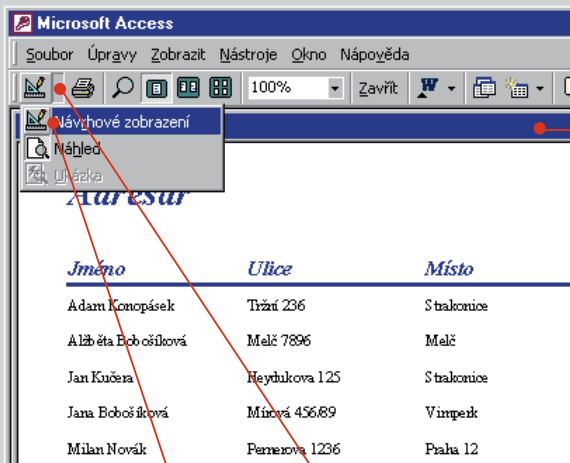 Microsoft Access
Soubor Úpravy Zobrazit Nástroje Okno Nápověda
100% Zavřít
Návrhové zobrazení
Náhled
Ukázka
Adresář
Jméno Ulice Místo
Adam Konopásek Tržní 236 Strakonice
Alžběta Bobošíková Melč 7896 Melč
Jan Kučera Heydukova 125 Strakonice
Jana Bobošíková Mírová 456/89 Vimperk
Milan Novák Pernerova 1236 Praha 12